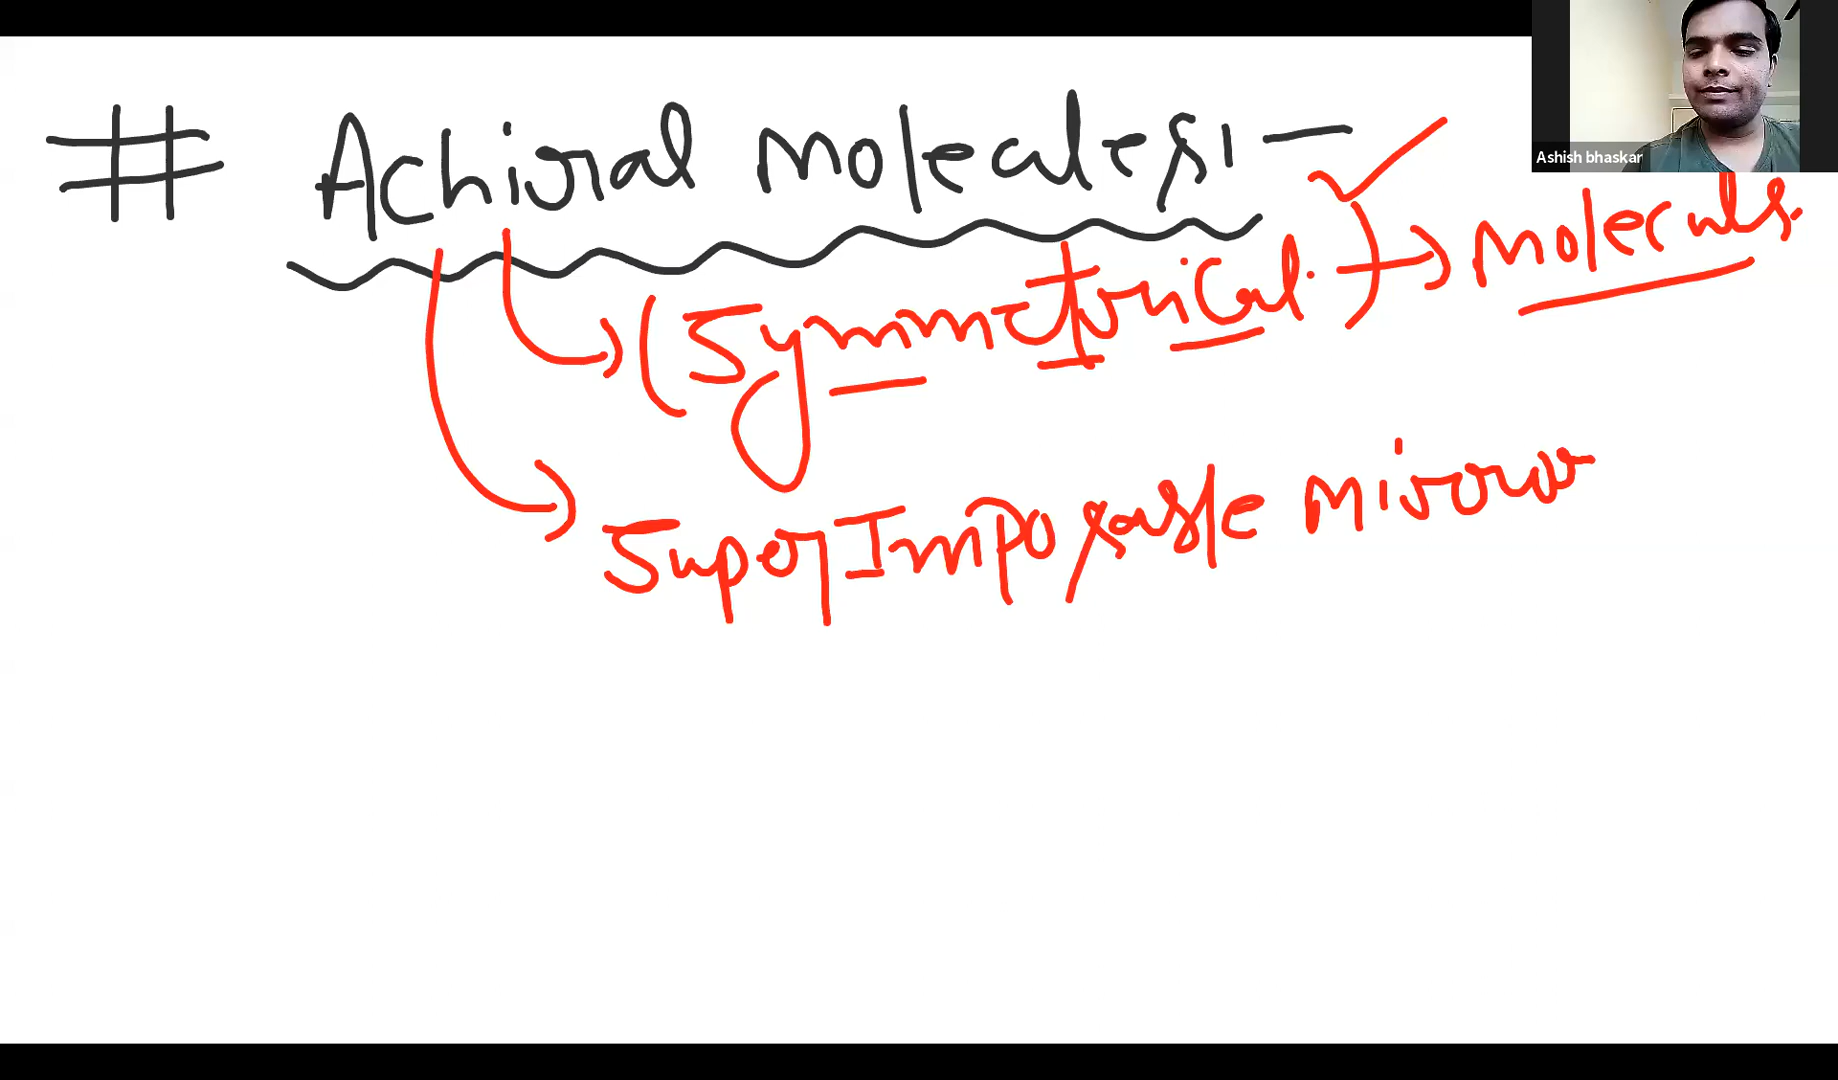 # Achiral molecules:-
Ashish bhaskar
(Symmetrical.) → molecules.
SuperImposable mirror